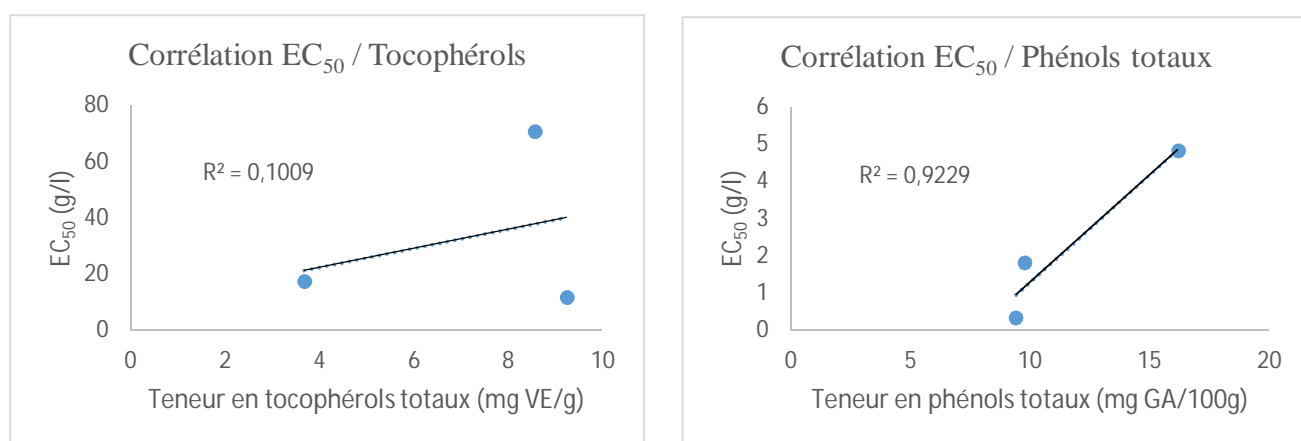 Corrélation EC50 / Tocophérols
80
60
40
20
0
R² = 0,1009
EC50 (g/l)
0 2 4 6 8 10
Teneur en tocophérols totaux (mg VE/g)
Corrélation EC50 / Phénols totaux
6
5
4
3
2
1
0
R² = 0,9229
EC50 (g/l)
0 5 10 15 20
Teneur en phénols totaux (mg GA/100g)